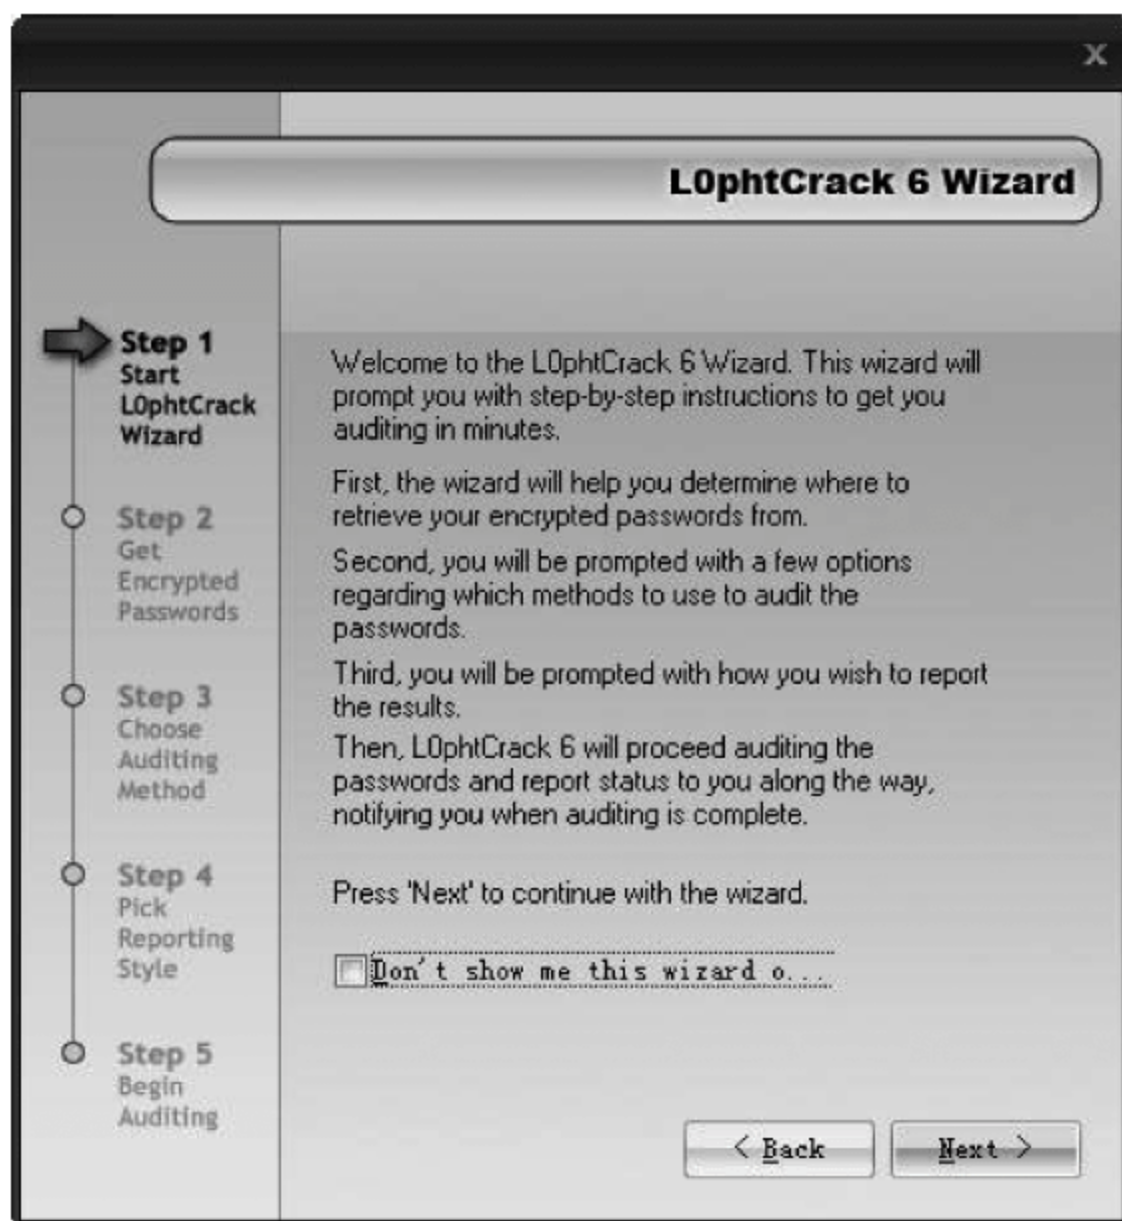 X
L0phtCrack 6 Wizard
Step 1
Start
L0phtCrack
Wizard
Step 2
Get
Encrypted
Passwords
Step 3
Choose
Auditing
Method
Step 4
Pick
Reporting
Style
Step 5
Begin
Auditing
Welcome to the L0phtCrack 6 Wizard. This wizard will
prompt you with step-by-step instructions to get you
auditing in minutes.
First, the wizard will help you determine where to
retrieve your encrypted passwords from.
Second, you will be prompted with a few options
regarding which methods to use to audit the
passwords.
Third, you will be prompted with how you wish to report
the results.
Then, L0phtCrack 6 will proceed auditing the
passwords and report status to you along the way,
notifying you when auditing is complete.
Press 'Next' to continue with the wizard.
Don't show me this wizard o...
< Back
Next >